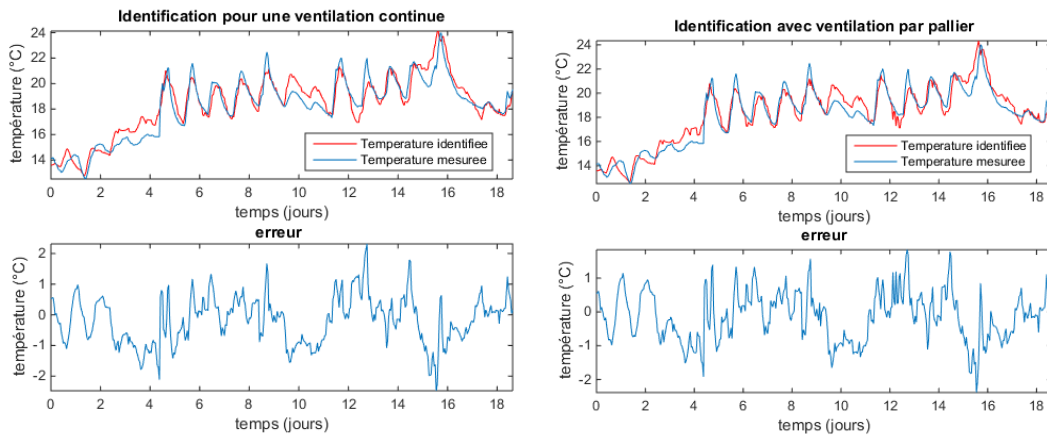 Identification pour une ventilation continue
température (°C)
24
22
20
18
16
14
Temperature identifiee
Temperature mesuree
0 2 4 6 8 10 12 14 16 18
temps (jours)
erreur
température (°C)
2
1
0
-1
-2
0 2 4 6 8 10 12 14 16 18
temps (jours)
Identification avec ventilation par pallier
température (°C)
24
22
20
18
16
14
Temperature identifiee
Temperature mesuree
0 2 4 6 8 10 12 14 16 18
temps (jours)
erreur
température (°C)
1
0
-1
-2
0 2 4 6 8 10 12 14 16 18
temps (jours)